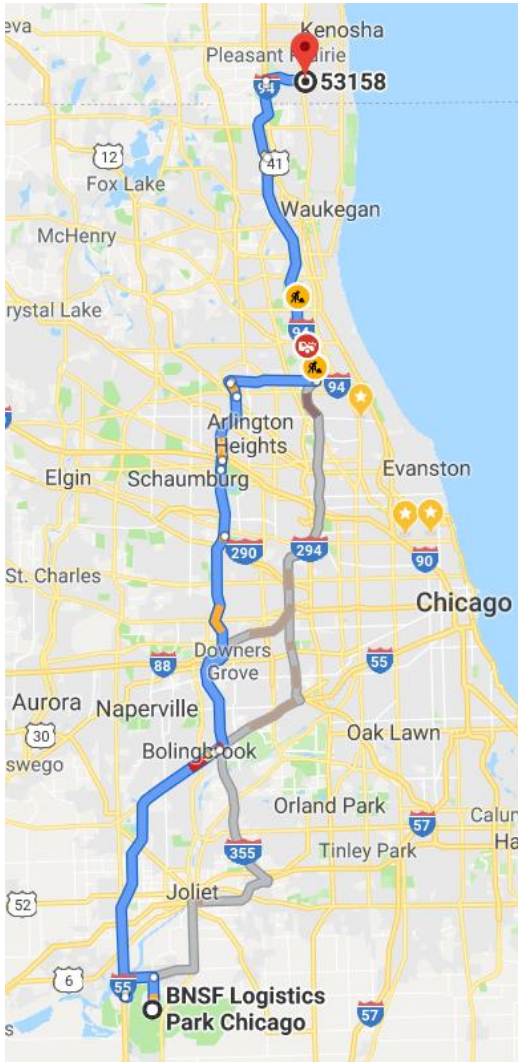 eva
Kenosha
Pleasant Prairie
94
53158
12
41
Fox Lake
Waukegan
McHenry
rystal Lake
94
94
Arlington
Heights
Evanston
Elgin
Schaumburg
290
294
90
St. Charles
Chicago
Downers
Grove
88
55
Aurora
Naperville
30
swego
Oak Lawn
Bolingbrook
Orland Park
57
Calum
Ha
355
Tinley Park
52
Joliet
6
55
BNSF Logistics
Park Chicago
57
s